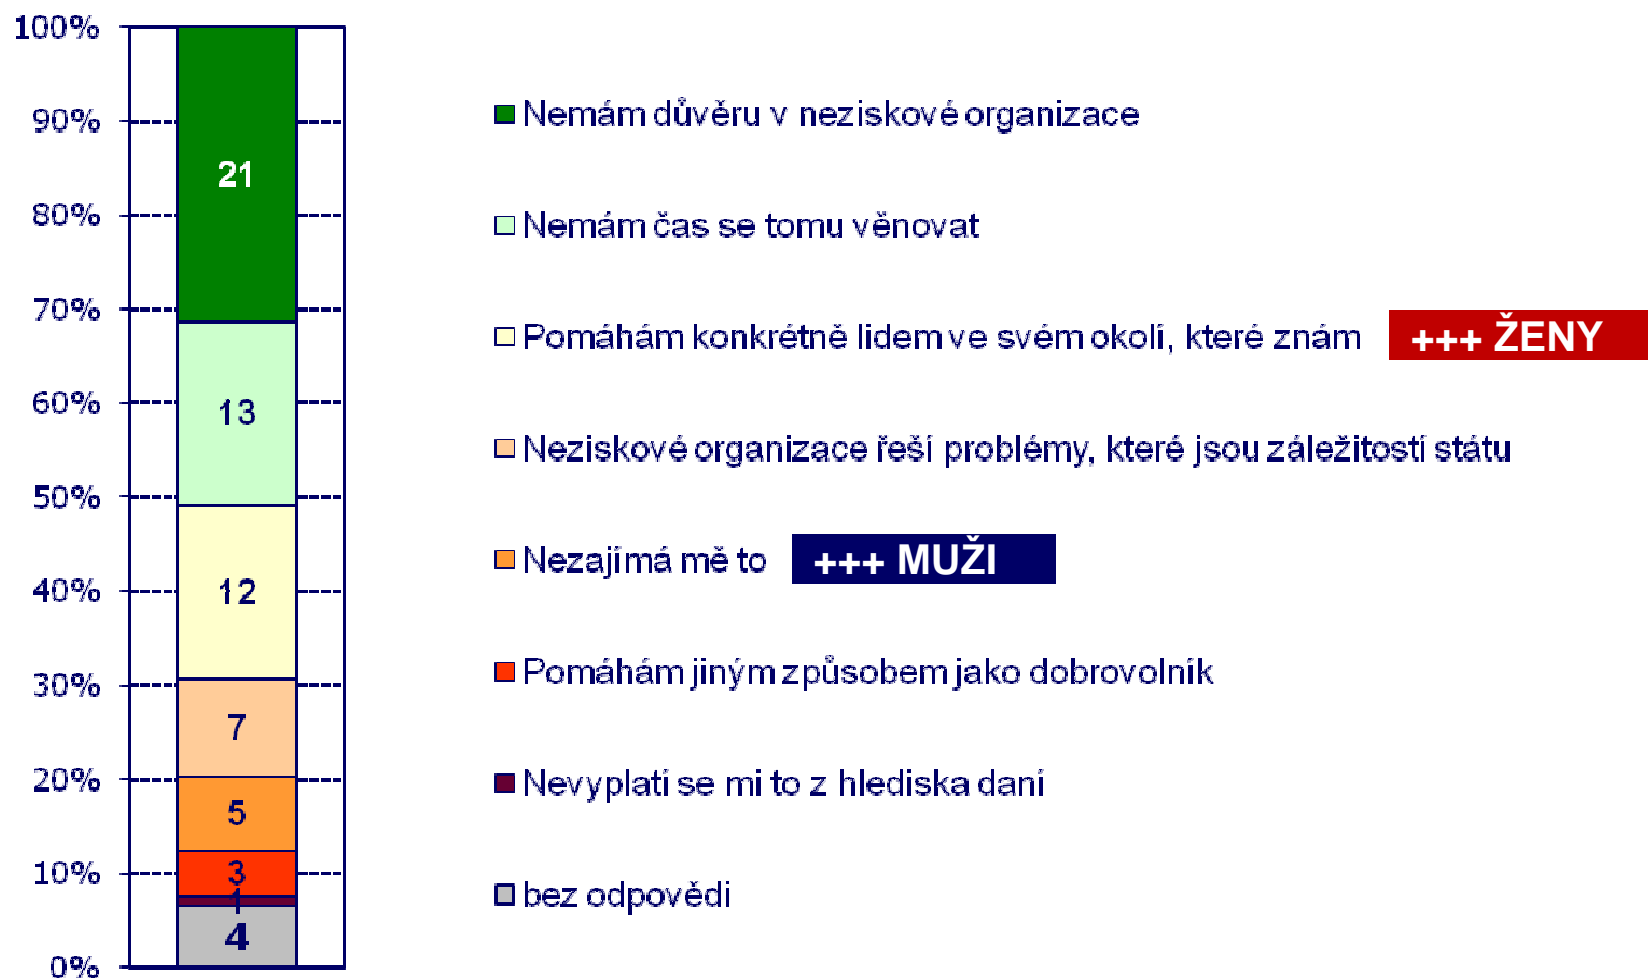 100%
90%
80%
70%
60%
50%
40%
30%
20%
10%
0%
21
13
12
7
5
3
1
4
Nemám důvěru v neziskové organizace
Nemám čas se tomu věnovat
Pomáhám konkrétně lidem ve svém okolí, které znám
+++ ŽENY
Neziskové organizace řeší problémy, které jsou záležitostí státu
Nezajímá mě to
+++ MUŽI
Pomáhám jiným způsobem jako dobrovolník
Nevyplatí se mi to z hlediska daní
bez odpovědi